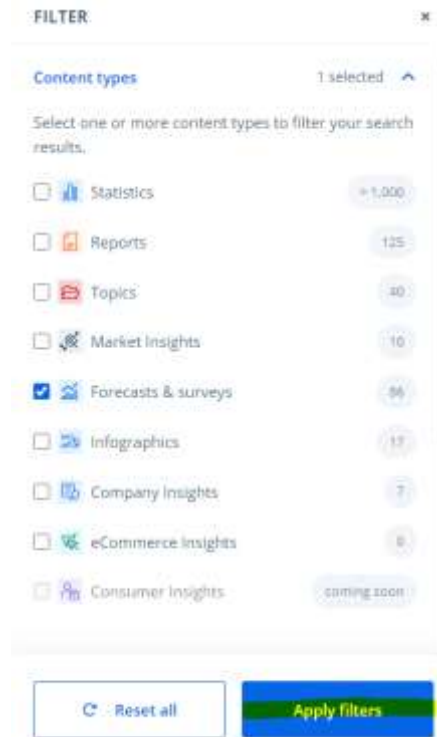 FILTER ×
Content types 1 selected
Select one or more content types to filter your search
results.
Statistics > 1,000
Reports 125
Topics 40
Market Insights 10
Forecasts & surveys 86
Infographics 17
Company Insights 7
eCommerce Insights 0
Consumer Insights coming soon
Reset all Apply filters